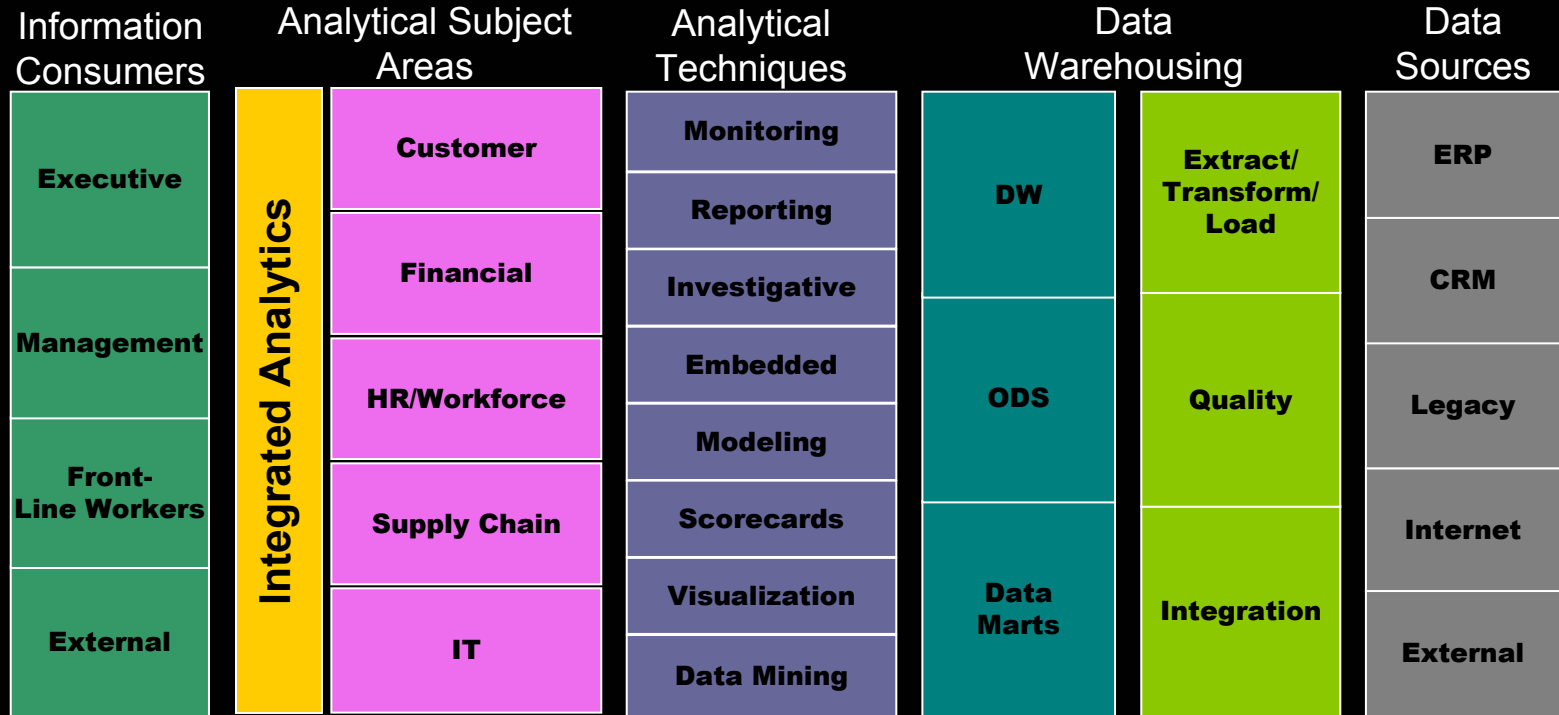 Information
Consumers
Analytical Subject
Areas
Analytical
Techniques
Data
Warehousing
Data
Sources
Executive
Management
Front-
Line Workers
External
Integrated Analytics
Customer
Financial
HR/Workforce
Supply Chain
IT
Monitoring
Reporting
Investigative
Embedded
Modeling
Scorecards
Visualization
Data Mining
DW
ODS
Data
Marts
Extract/
Transform/
Load
Quality
Integration
ERP
CRM
Legacy
Internet
External